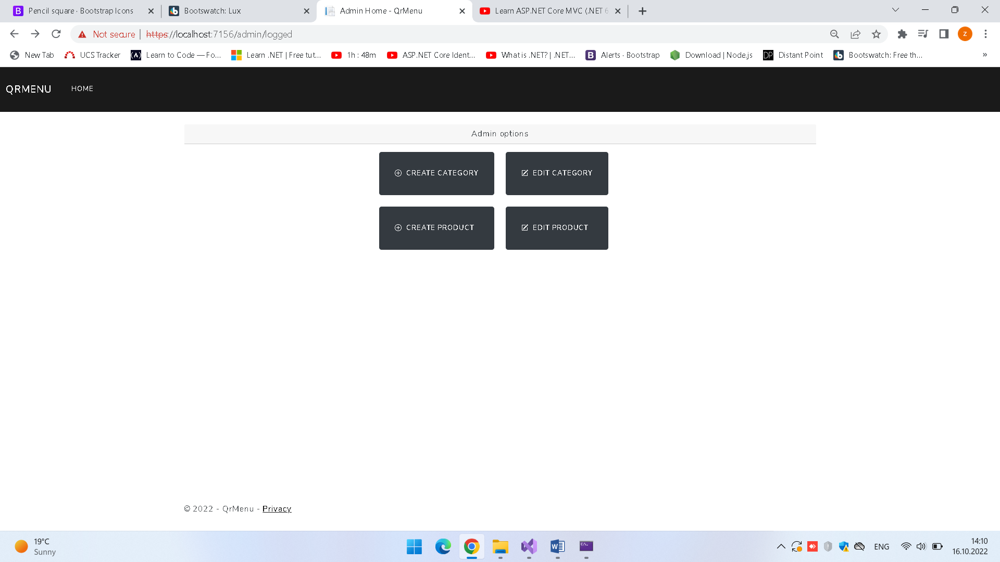 Pencil square · Bootstrap Icons
Bootswatch: Lux
Admin Home - QrMenu
Learn ASP.NET Core MVC (.NET 6
Not secure | https://localhost:7156/admin/logged
z
New Tab
UCS Tracker
Learn to Code — Fo...
Learn .NET | Free tut...
1h : 48m
ASP.NET Core Ident...
What is .NET? | .NET...
Alerts · Bootstrap
Download | Node.js
DP Distant Point
Bootswatch: Free th...
»
QRMENU HOME
Admin options
CREATE CATEGORY EDIT CATEGORY
CREATE PRODUCT EDIT PRODUCT
© 2022 - QrMenu - Privacy
19°C
Sunny
ENG
14:10
16.10.2022